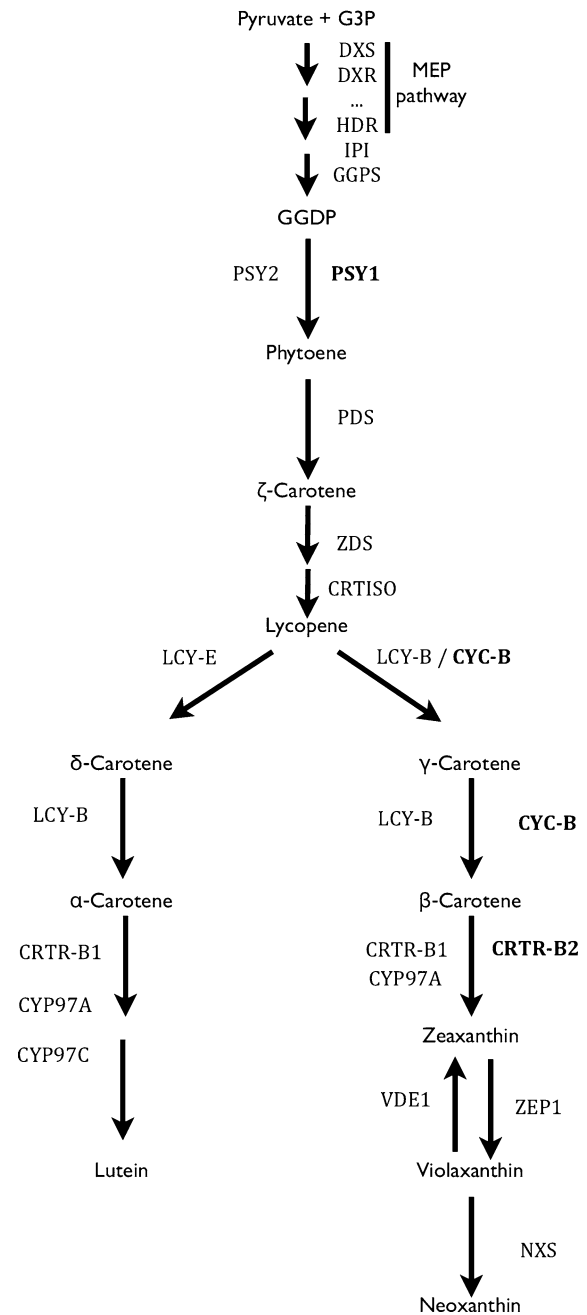 Pyruvate + G3P
DXS
DXR
...
HDR
MEP
pathway
IPI
GGPS
GGDP
PSY2 PSY1
Phytoene
PDS
ζ-Carotene
ZDS
CRTISO
Lycopene
LCY-E LCY-B / CYC-B
δ-Carotene γ-Carotene
LCY-B LCY-B CYC-B
α-Carotene β-Carotene
CRTR-B1 CRTR-B1 CRTR-B2
CYP97A CYP97A
CYP97C
Zeaxanthin
VDE1 ZEP1
Lutein Violaxanthin
NXS
Neoxanthin